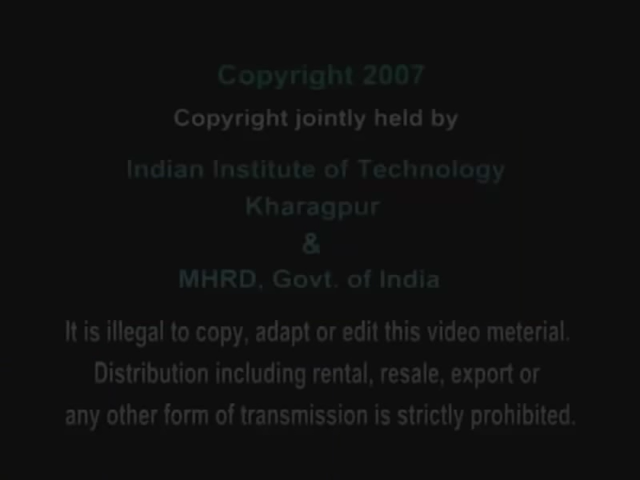 Copyright 2007
Copyright jointly held by
Indian Institute of Technology
Kharagpur
&
MHRD, Govt. of India
It is illegal to copy, adapt or edit this video meterial.
Distribution including rental, resale, export or
any other form of transmission is strictly prohibited.